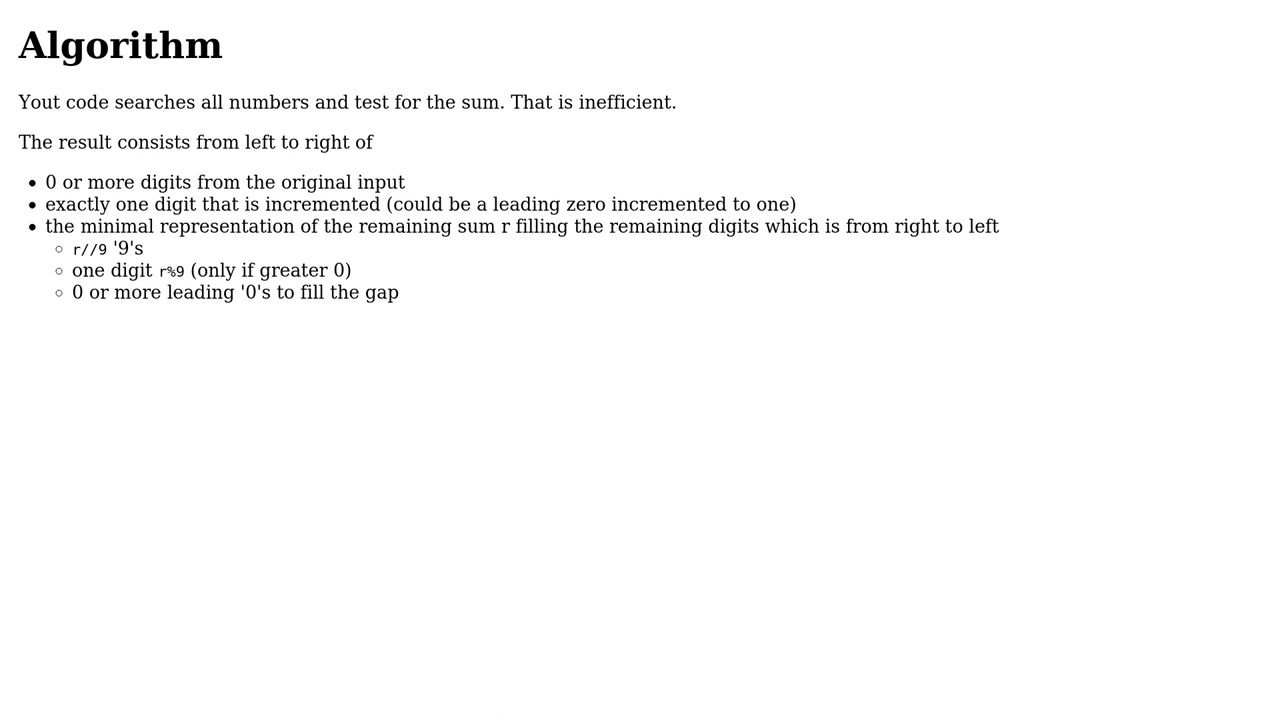 Algorithm
Yout code searches all numbers and test for the sum. That is inefficient.
The result consists from left to right of
• 0 or more digits from the original input
• exactly one digit that is incremented (could be a leading zero incremented to one)
• the minimal representation of the remaining sum r filling the remaining digits which is from right to left
◦ r//9 '9's
◦ one digit r%9 (only if greater 0)
◦ 0 or more leading '0's to fill the gap